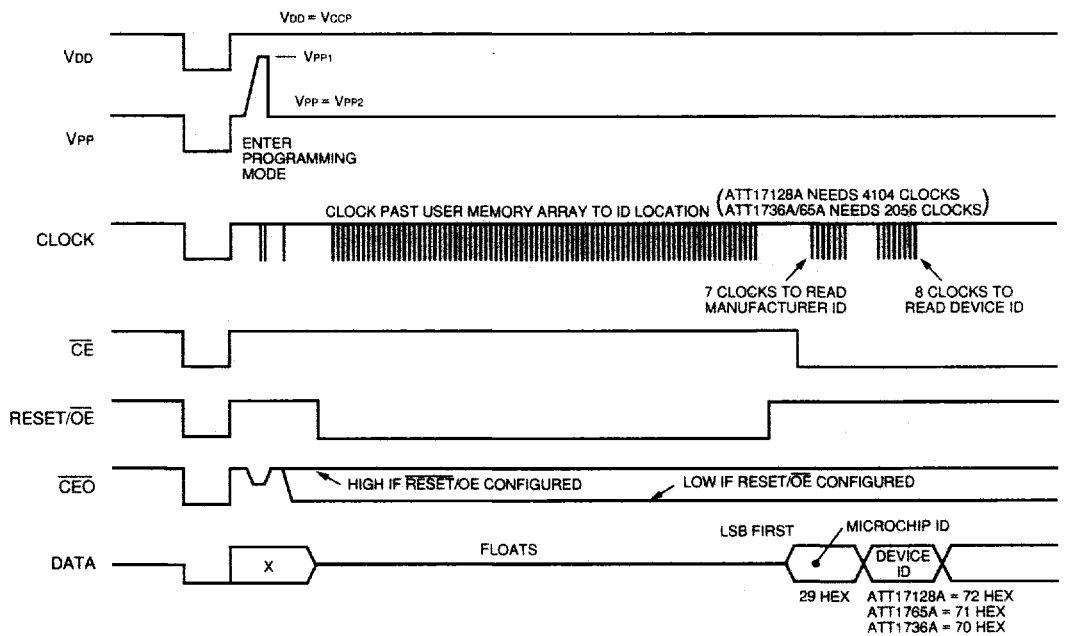 VDD = VCCP
VDD
VPP1
VPP = VPP2
VPP
ENTER
PROGRAMMING
MODE
CLOCK PAST USER MEMORY ARRAY TO ID LOCATION (ATT17128A NEEDS 4104 CLOCKS
ATT1736A/65A NEEDS 2056 CLOCKS)
CLOCK
7 CLOCKS TO READ
MANUFACTURER ID
8 CLOCKS TO
READ DEVICE ID
CE
RESET/OE
CEO
HIGH IF RESET/OE CONFIGURED
LOW IF RESET/OE CONFIGURED
LSB FIRST
MICROCHIP ID
DATA
X
FLOATS
DEVICE
ID
29 HEX
ATT17128A = 72 HEX
ATT1765A = 71 HEX
ATT1736A = 70 HEX